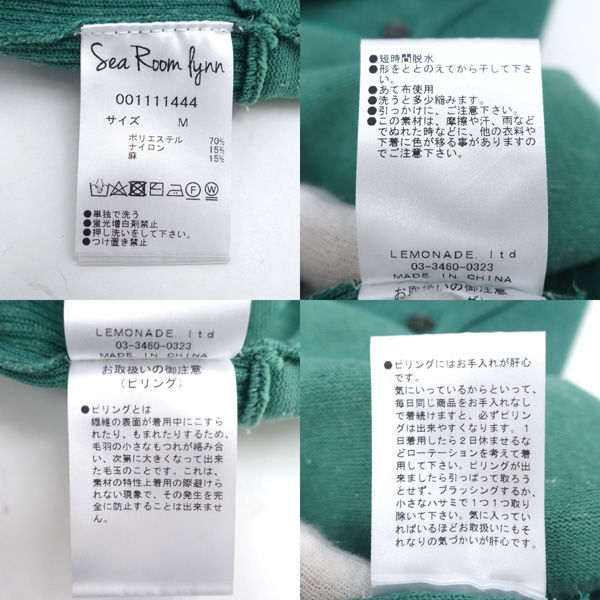 Sea Room lynn
001111444
サイズ M
ポリエステル 70%
ナイロン 15%
麻 15%
●単独で洗う
●蛍光増白剤禁止
●押し洗いをして下さい。
●つけ置き禁止
●短時間脱水
●形をととのえてから干して下さい。
●あて布使用
●洗うと多少縮みます。
●引っかけに、ご注意下さい。
●この素材は、摩擦や汗、雨などでぬれた時などに、他の衣料や下着に色が移る事がありますのでご注意下さい。
LEMONADE. ltd
03-3460-0323
MADE IN CHINA
お取扱いの御注意
(ピリング)
LEMONADE. ltd
03-3460-0323
MADE IN CHINA
お取扱いの御注意
(ピリング)
●ピリングとは
繊維の表面が着用中にこすら
れたり、もまれたりするため、
毛羽の小さなもつれが絡み合
い、次第に大きくなって出来
た毛玉のことです。これは、
素材の特性上着用の際避けら
れない現象で、その発生を完
全に防止することは出来ませ
ん。
●ピリングにはお手入れが肝心
です。
気にいっているからといって、
毎日同じ商品をお手入れなし
で着続けますと、必ずピリン
グは出来やすくなります。1
日着用したら2日休ませるな
どローテーションを考えて着
用して下さい。ピリングが出
来ましたら引っぱって取ろう
とせず、ブラッシングするか、
小さなハサミで1つ1つ取り
除いて下さい。気に入ってい
ればいるほどお取扱いにもそ
れなりの気づかいが肝心です。